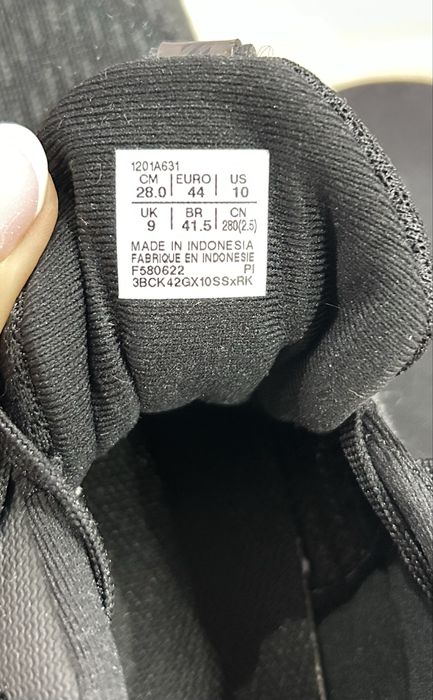 1201A631
CM EURO US
28.0 44 10
UK BR CN
9 41.5 280(2.5)
MADE IN INDONESIA
FABRIQUE EN INDONESIE
F580622 PI
3BCK42GX10SSxRK